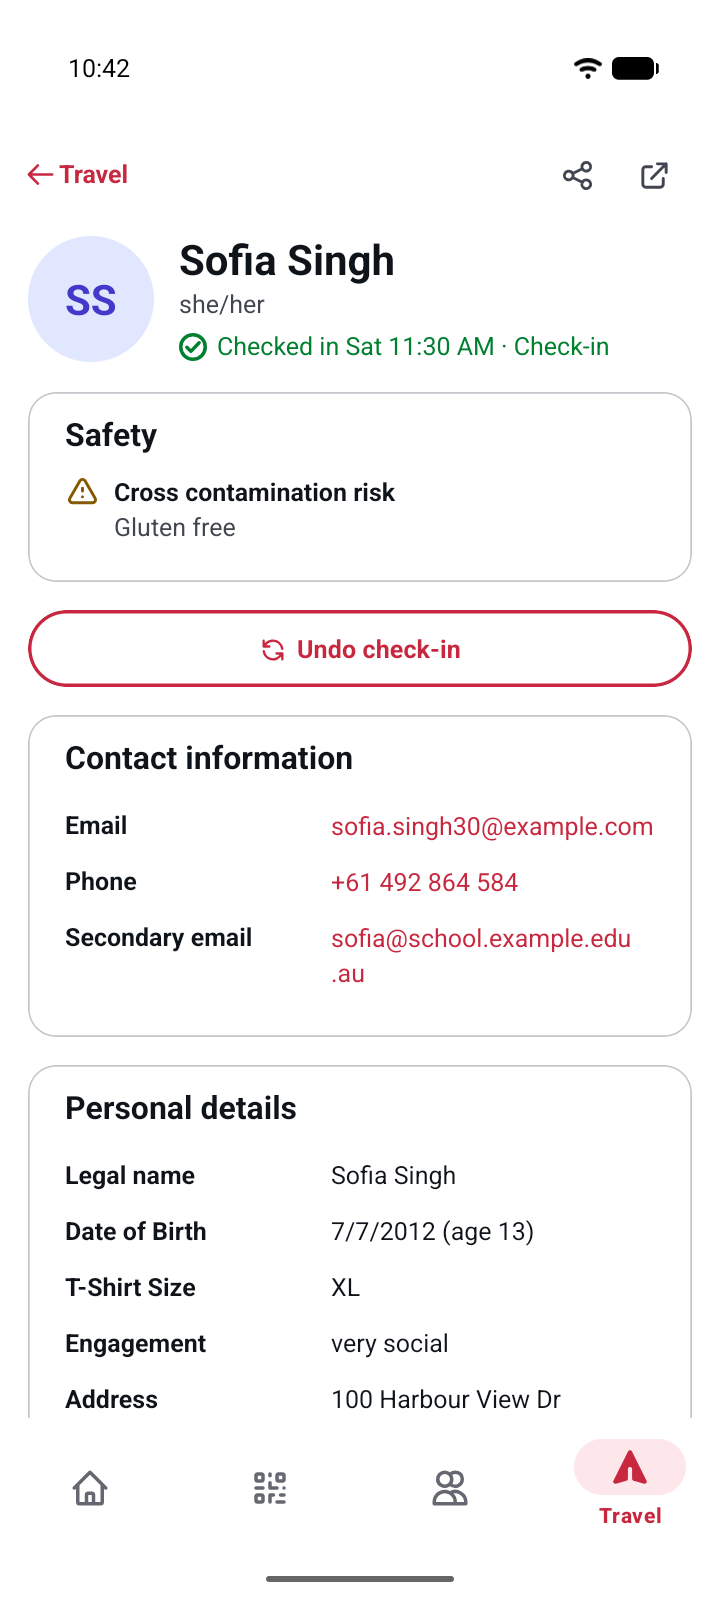 10:42
Travel
SS
Sofia Singh
she/her
Checked in Sat 11:30 AM · Check-in
Safety
Cross contamination risk
Gluten free
Undo check-in
Contact information
Email sofia.singh30@example.com
Phone +61 492 864 584
Secondary email sofia@school.example.edu
.au
Personal details
Legal name Sofia Singh
Date of Birth 7/7/2012 (age 13)
T-Shirt Size XL
Engagement very social
Address 100 Harbour View Dr
Travel